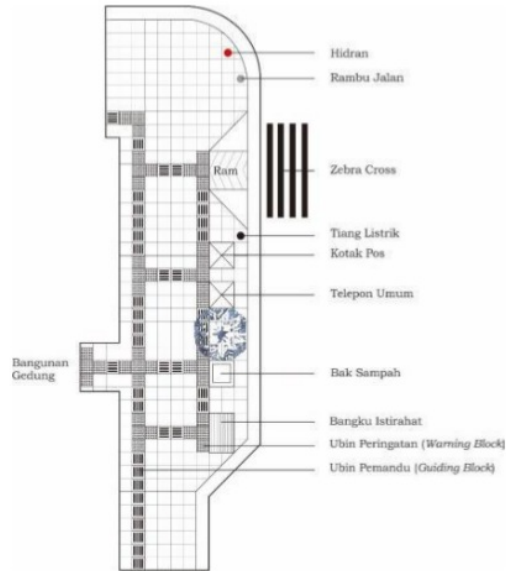 Hidran
Rambu Jalan
Ram
Zebra Cross
Tiang Listrik
Kotak Pos
Telepon Umum
Bangunan
Gedung
Bak Sampah
Bangku Istirahat
Ubin Peringatan (Warning Block)
Ubin Pemandu (Guiding Block)